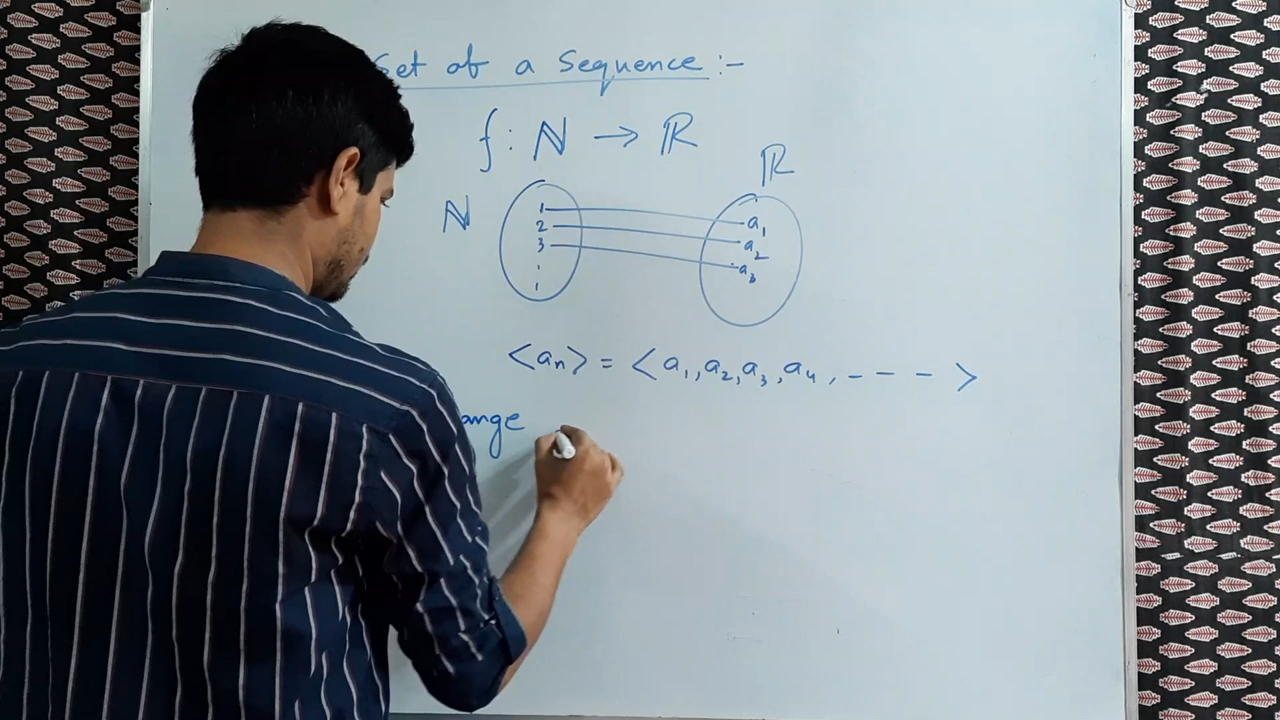 Set of a Sequence :-
f : ℕ → ℝ
ℝ
ℕ
1
2
3
a₁
a₂
a₃
<aₙ> = < a₁, a₂, a₃, a₄, - - - >
ange